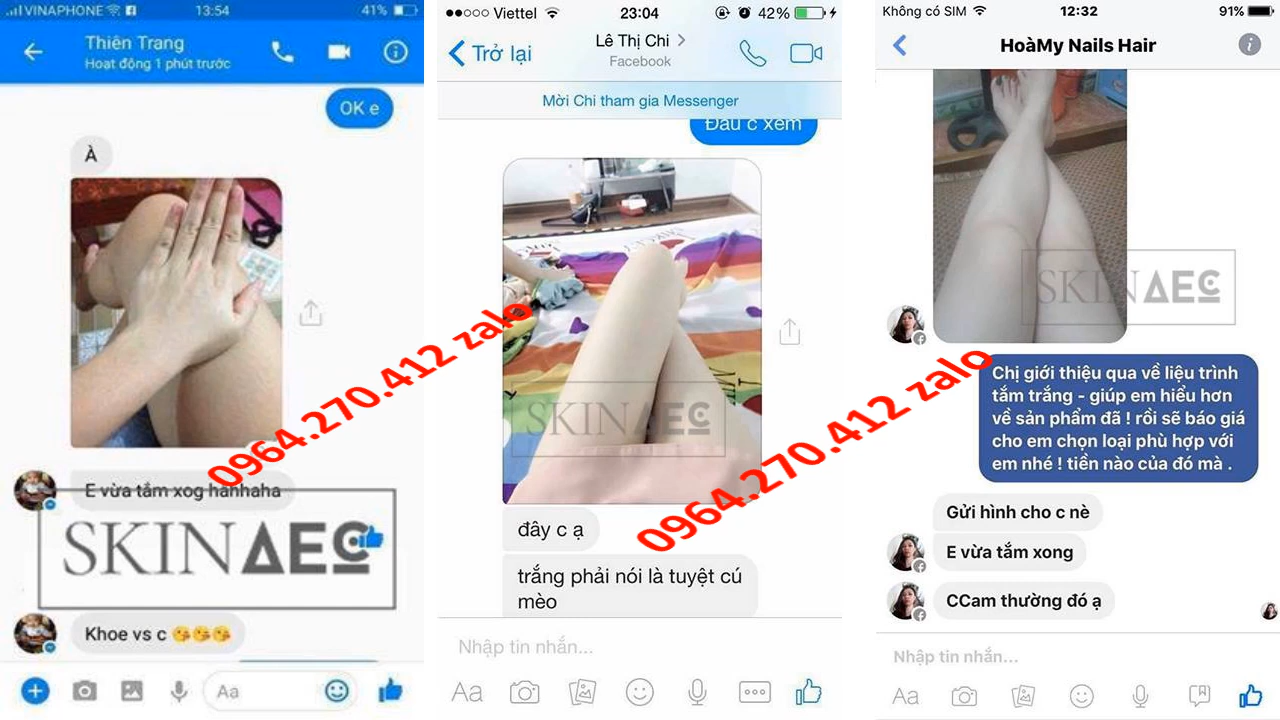 VINAPHONE 13:54 41%
Thiên Trang
Hoạt động 1 phút trước
OK e
À
E vừa tắm xog hahhaha
SKINAEC
Khoe vs c
Aa
Viettel 23:04 42%
Trở lại
Lê Thị Chi
Facebook
Mời Chi tham gia Messenger
Đâu c xem
SKINAEC
0964.270.412 zalo
đây c ạ
trắng phải nói là tuyệt cú
mèo
Nhập tin nhắn...
Aa
Không có SIM 12:32 91%
HoàMy Nails Hair
SKINAEC
Chị giới thiệu qua về liệu trình
tắm trắng - giúp em hiểu hơn
về sản phẩm đã ! rồi sẽ báo giá
cho em chọn loại phù hợp với
em nhé ! tiền nào của đó mà .
0964.270.412 zalo
Gửi hình cho c nè
E vừa tắm xong
CCam thường đó ạ
Nhập tin nhắn...
Aa